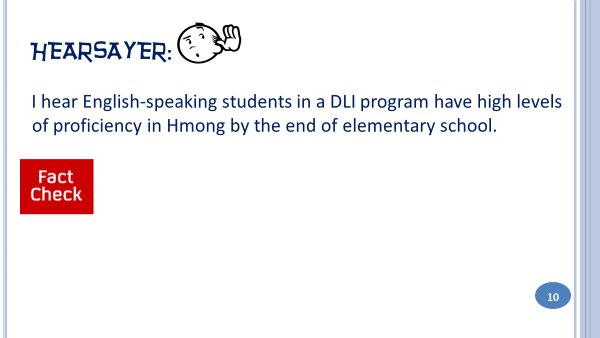 HEARSAYER:
I hear English-speaking students in a DLI program have high levels
of proficiency in Hmong by the end of elementary school.
Fact
Check
10